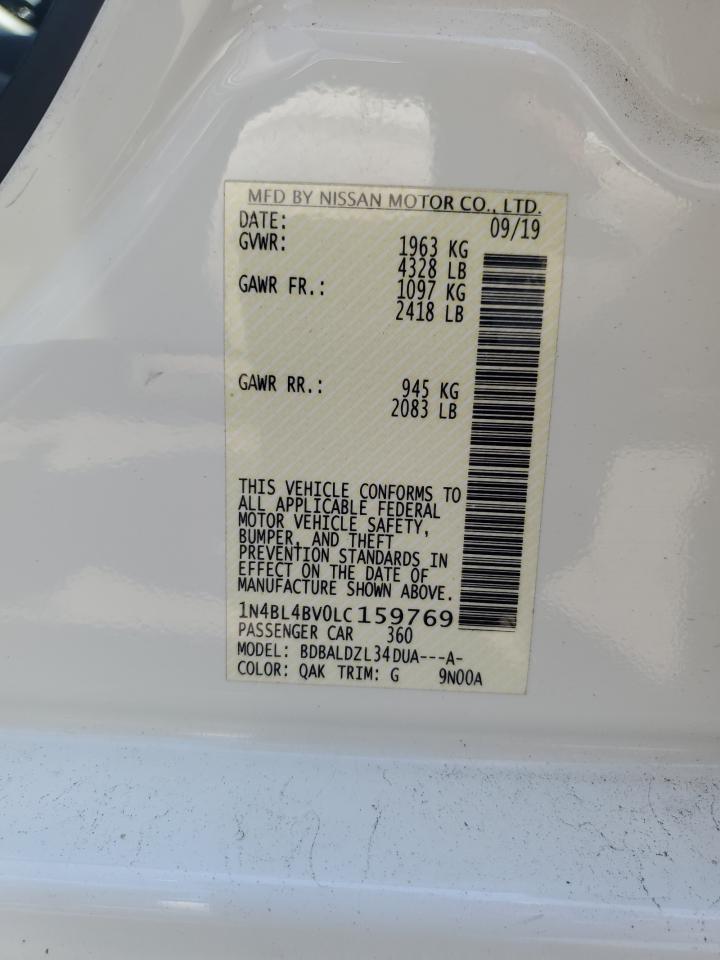 MFD BY NISSAN MOTOR CO., LTD.
DATE: 09/19
GVWR: 1963 KG
4328 LB
GAWR FR.: 1097 KG
2418 LB
GAWR RR.: 945 KG
2083 LB
THIS VEHICLE CONFORMS TO
ALL APPLICABLE FEDERAL
MOTOR VEHICLE SAFETY,
BUMPER, AND THEFT
PREVENTION STANDARDS IN
EFFECT ON THE DATE OF
MANUFACTURE SHOWN ABOVE.
1N4BL4BV0LC159769
PASSENGER CAR 360
MODEL: BDBALDZL34DUA---A-
COLOR: QAK TRIM: G 9N00A